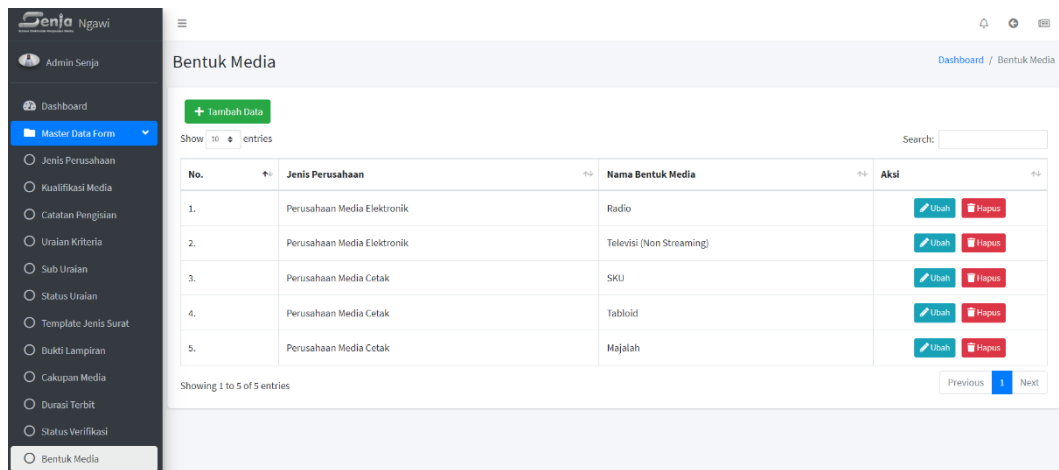 Senja Ngawi
Admin Senja
Dashboard
Master Data Form
Jenis Perusahaan
Kualifikasi Media
Catatan Pengisian
Uraian Kriteria
Sub Uraian
Status Uraian
Template Jenis Surat
Bukti Lampiran
Cakupan Media
Durasi Terbit
Status Verifikasi
Bentuk Media
Bentuk Media
Dashboard / Bentuk Media
+ Tambah Data
Show 10 entries
Search:
No. Jenis Perusahaan Nama Bentuk Media Aksi
1. Perusahaan Media Elektronik Radio Ubah Hapus
2. Perusahaan Media Elektronik Televisi (Non Streaming) Ubah Hapus
3. Perusahaan Media Cetak SKU Ubah Hapus
4. Perusahaan Media Cetak Tabloid Ubah Hapus
5. Perusahaan Media Cetak Majalah Ubah Hapus
Showing 1 to 5 of 5 entries
Previous 1 Next